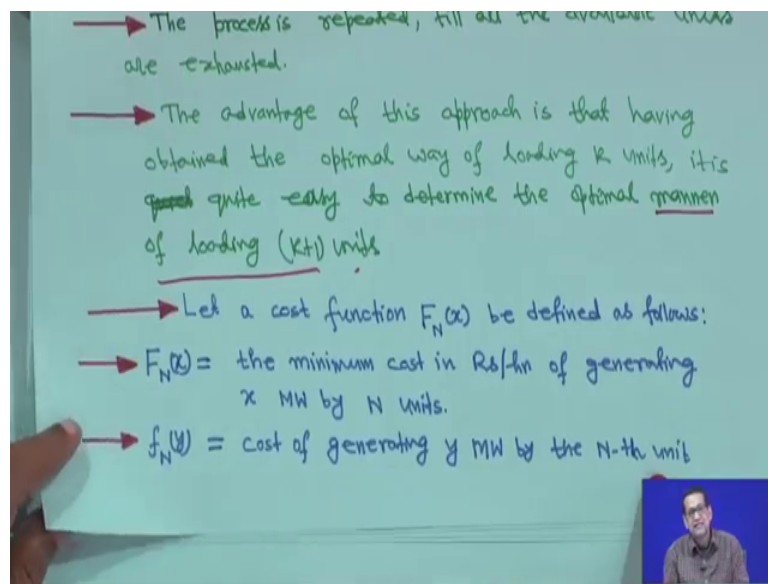 The process is repeated, till all the available units
are exhausted.
The advantage of this approach is that having
obtained the optimal way of loading K units, it is
quite easy to determine the optimal manner
of loading (K+1) units.
Let a cost function F_N(x) be defined as follows:
F_N(x) = the minimum cost in Rs/hr of generating
x MW by N units.
f_N(y) = cost of generating y MW by the N-th unit